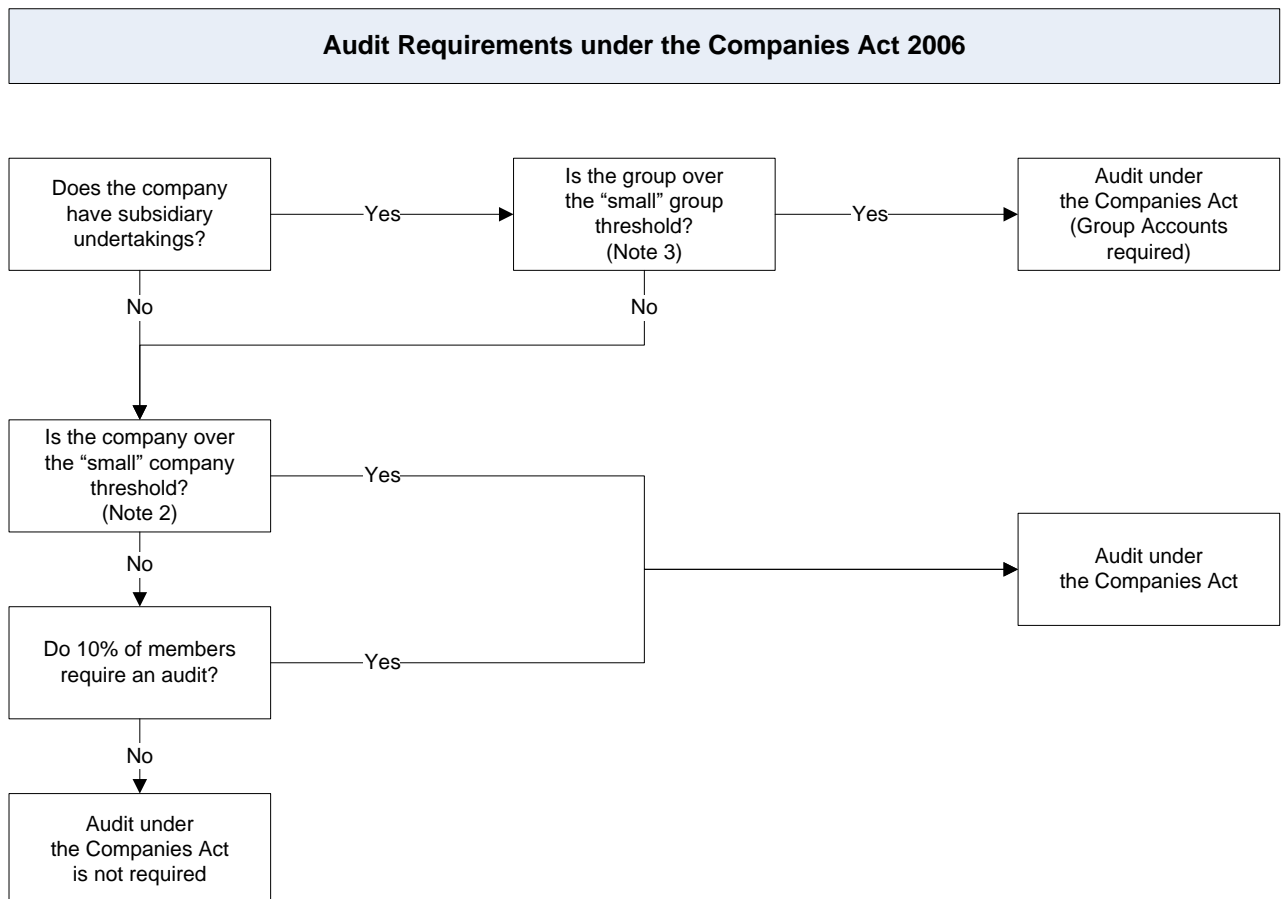 Audit Requirements under the Companies Act 2006
Does the company
have subsidiary
undertakings?
Yes
Is the group over
the “small” group
threshold?
(Note 3)
Yes
Audit under
the Companies Act
(Group Accounts
required)
No
No
Is the company over
the “small” company
threshold?
(Note 2)
Yes
Audit under
the Companies Act
No
Do 10% of members
require an audit?
Yes
No
Audit under
the Companies Act
is not required